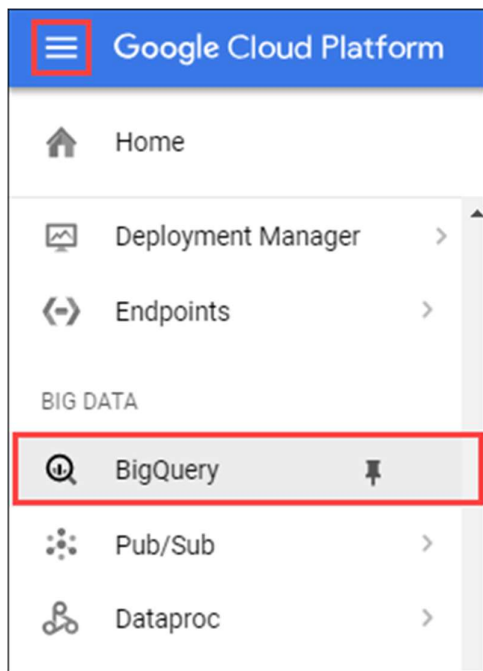 Google Cloud Platform
Home
Deployment Manager
Endpoints
BIG DATA
BigQuery
Pub/Sub
Dataproc